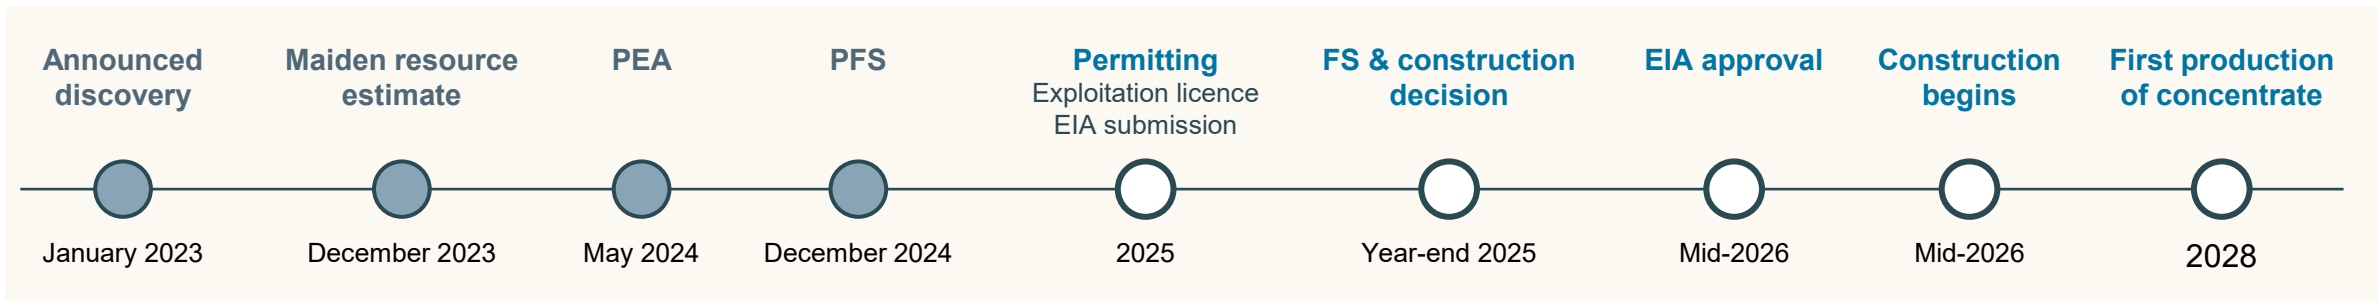 Announced
discovery
January 2023
Maiden resource
estimate
December 2023
PEA
May 2024
PFS
December 2024
Permitting
Exploitation licence
EIA submission
2025
FS & construction
decision
Year-end 2025
EIA approval
Mid-2026
Construction
begins
Mid-2026
First production
of concentrate
2028